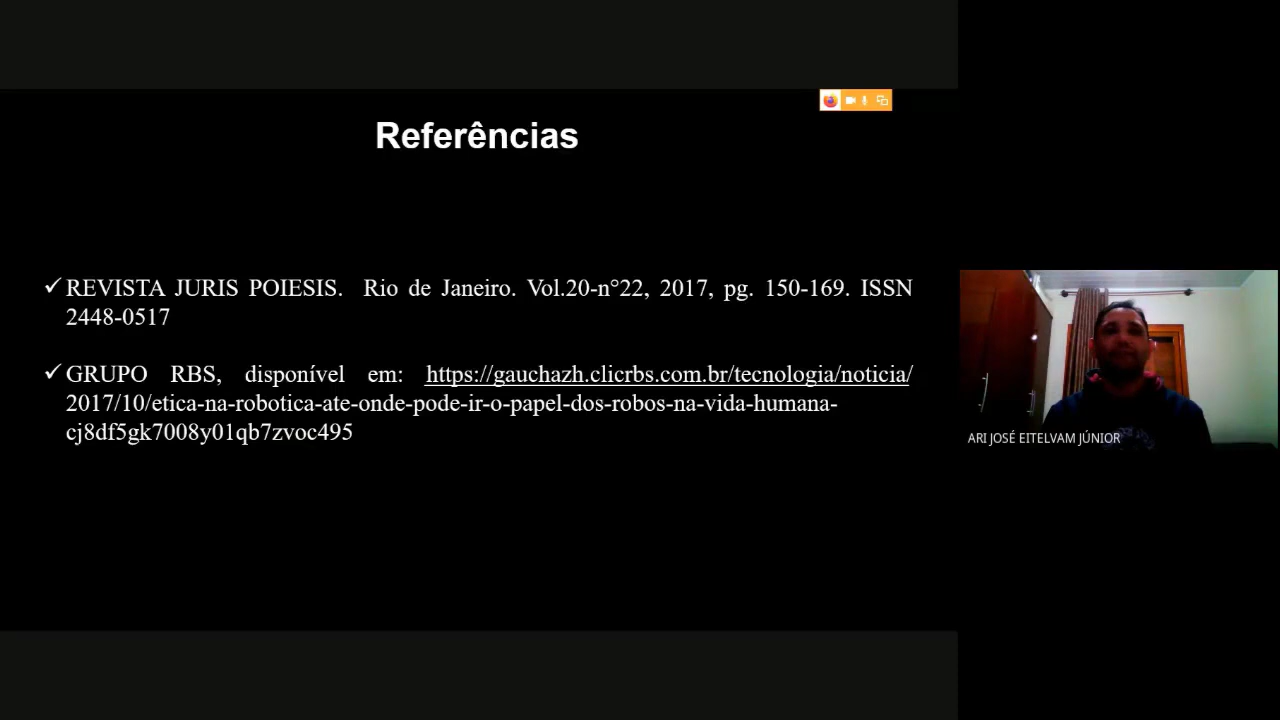 Referências
✓ REVISTA JURIS POIESIS. Rio de Janeiro. Vol.20-n°22, 2017, pg. 150-169. ISSN
2448-0517
✓ GRUPO RBS, disponível em: https://gauchazh.clicrbs.com.br/tecnologia/noticia/
2017/10/etica-na-robotica-ate-onde-pode-ir-o-papel-dos-robos-na-vida-humana-
cj8df5gk7008y01qb7zvoc495
ARI JOSÉ EITELVAM JÚNIOR